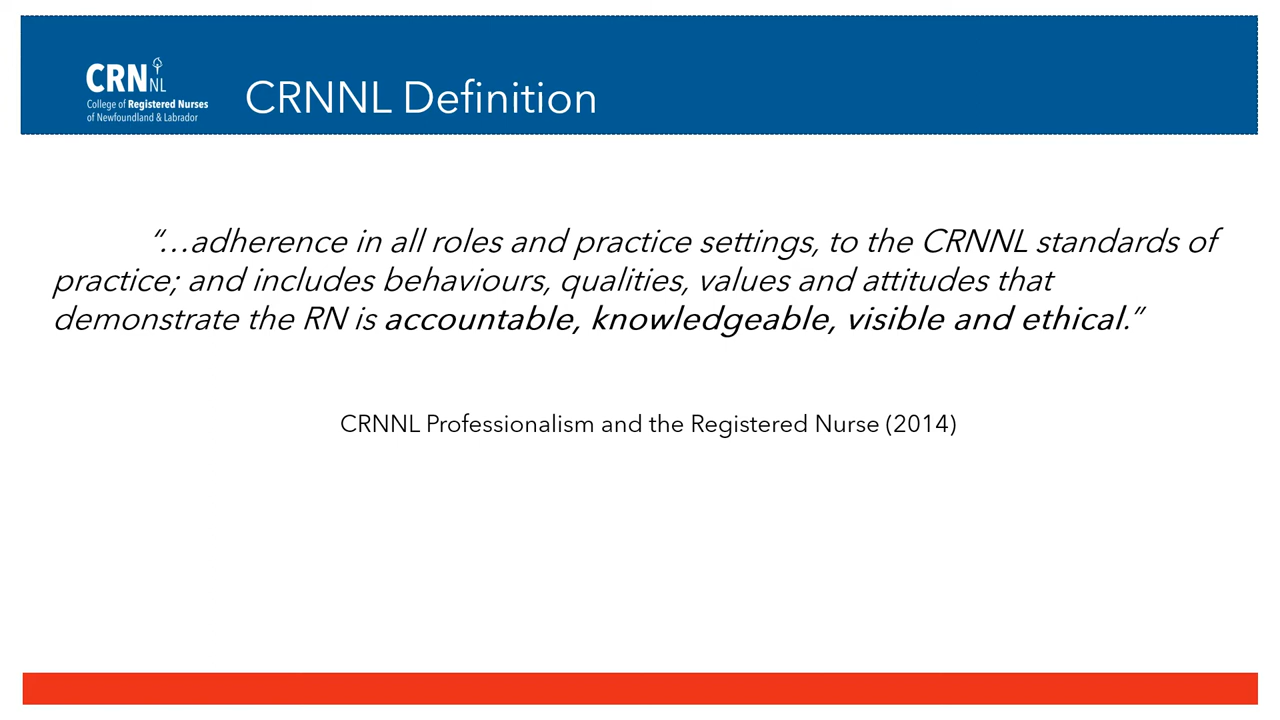 CRN NL
College of Registered Nurses
of Newfoundland & Labrador
CRNNL Definition
“…adherence in all roles and practice settings, to the CRNNL standards of
practice; and includes behaviours, qualities, values and attitudes that
demonstrate the RN is accountable, knowledgeable, visible and ethical.”
CRNNL Professionalism and the Registered Nurse (2014)